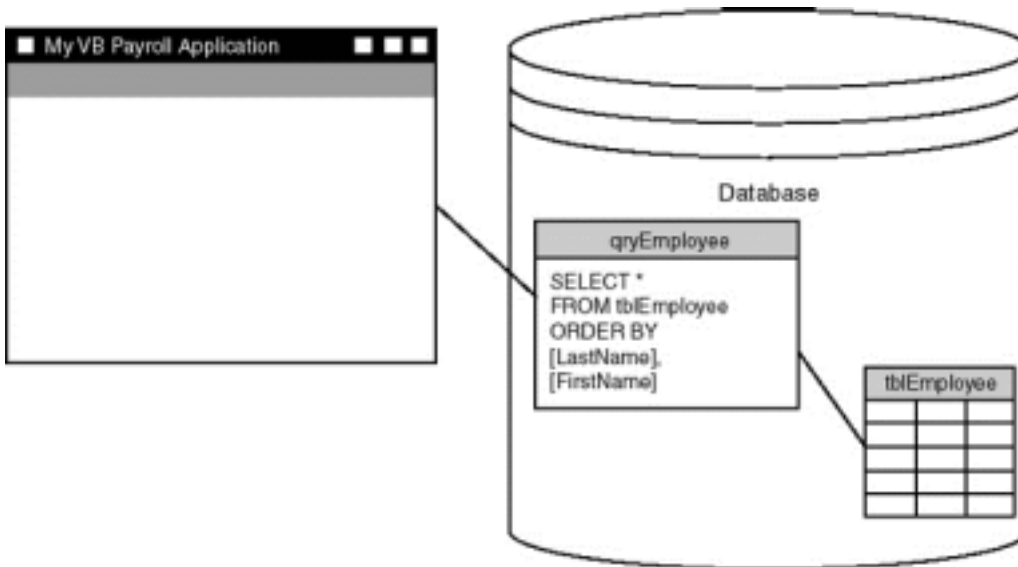 My VB Payroll Application
Database
qryEmployee
SELECT *
FROM tblEmployee
ORDER BY
[LastName],
[FirstName]
tblEmployee